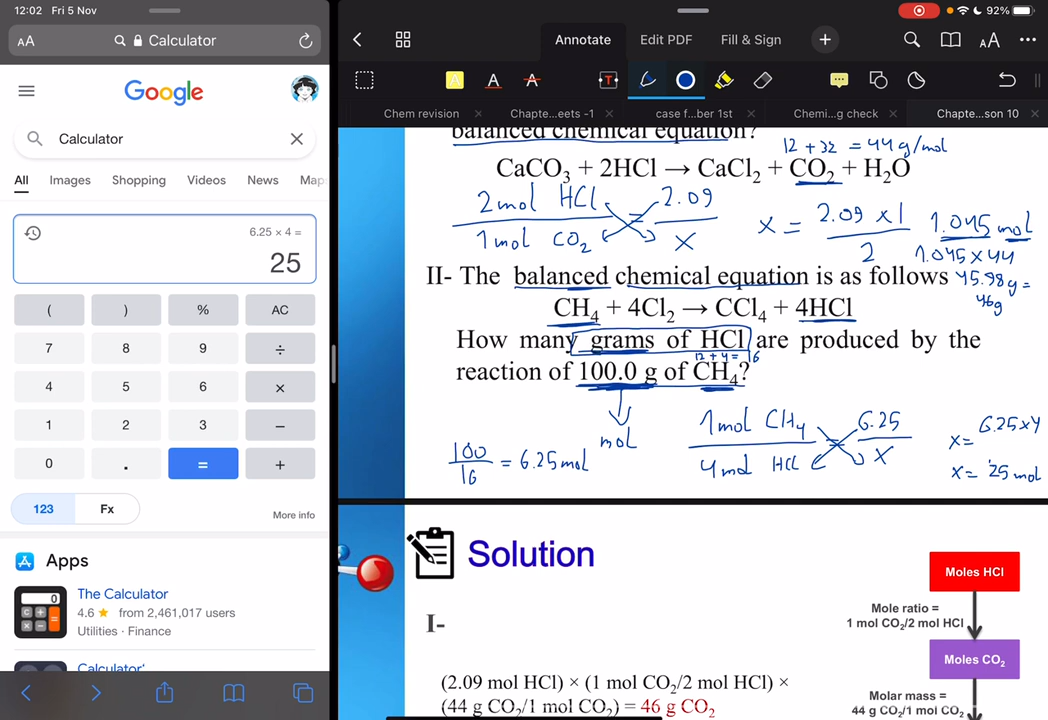 12:02 Fri 5 Nov
92%
AA
Calculator
Google
Calculator
All Images Shopping Videos News Map
6.25 × 4 =
25
( ) % AC
7 8 9 ÷
4 5 6 ×
1 2 3 −
0 . = +
123 Fx
More info
Apps
The Calculator
4.6 ★ from 2,461,017 users
Utilities · Finance
Calculator
Annotate Edit PDF Fill & Sign
AA
Chem revision Chapte...eets -1 case f...ber 1st Chemi...g check Chapte...son 10
balanced chemical equation?
12 + 32 = 44 g/mol
CaCO₃ + 2HCl → CaCl₂ + CO₂ + H₂O
2 mol HCl / 1 mol CO₂ = 2.09 / x
x = 2.09 × 1 / 2
1.045 mol
1.045 × 44
45.98 g =
46 g
II- The balanced chemical equation is as follows
CH₄ + 4Cl₂ → CCl₄ + 4HCl
How many grams of HCl are produced by the
12 + 4 = 16
reaction of 100.0 g of CH₄?
mol
100 / 16 = 6.25 mol
1 mol CH₄ / 4 mol HCl = 6.25 / x
x = 6.25 × 4
x = 25 mol
Solution
I-
Moles HCl
Mole ratio =
1 mol CO₂/2 mol HCl
Moles CO₂
Molar mass =
44 g CO₂/1 mol CO₂
(2.09 mol HCl) × (1 mol CO₂/2 mol HCl) ×
(44 g CO₂/1 mol CO₂) = 46 g CO₂